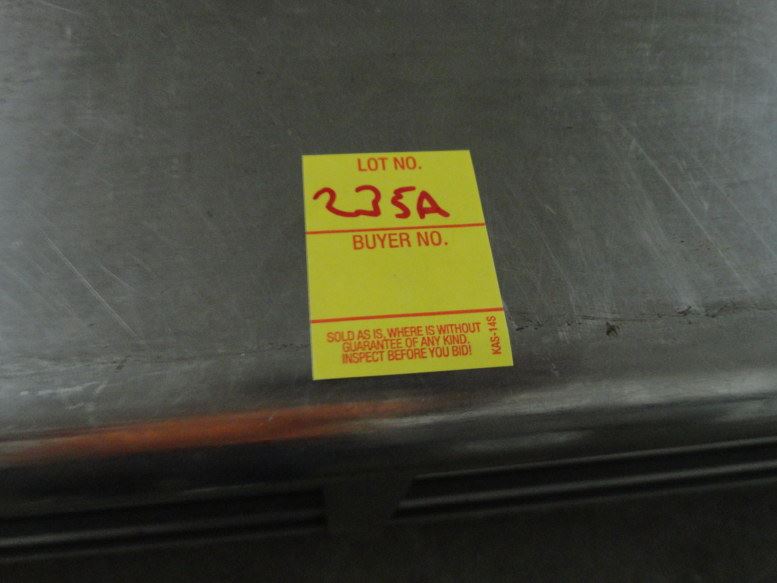 LOT NO.
235A
BUYER NO.
SOLD AS IS, WHERE IS WITHOUT
GUARANTEE OF ANY KIND.
INSPECT BEFORE YOU BID!
KAS-14S